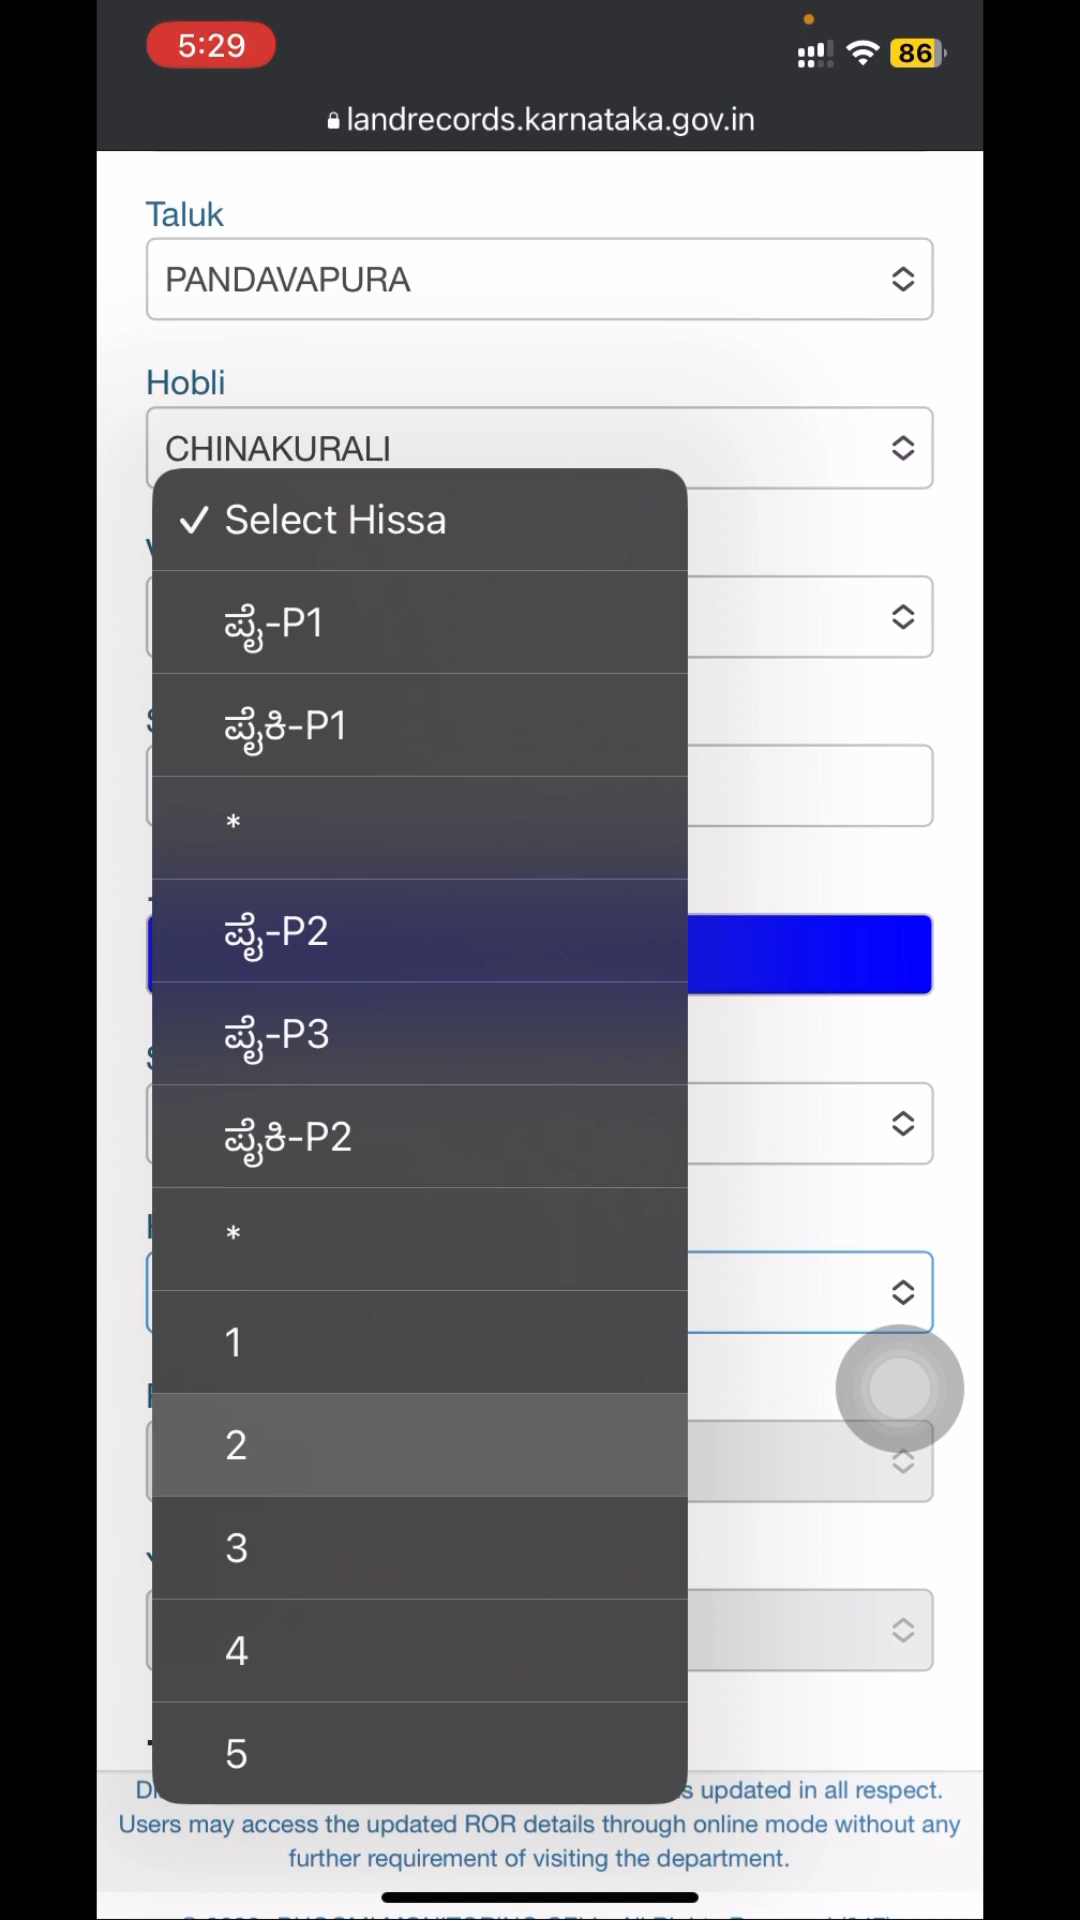 5:29
86
landrecords.karnataka.gov.in
Taluk
PANDAVAPURA
Hobli
CHINAKURALI
✓ Select Hissa
ಪೈ-P1
ಪೈಕಿ-P1
*
ಪೈ-P2
ಪೈ-P3
ಪೈಕಿ-P2
*
1
2
3
4
5
s updated in all respect.
Users may access the updated ROR details through online mode without any
further requirement of visiting the department.